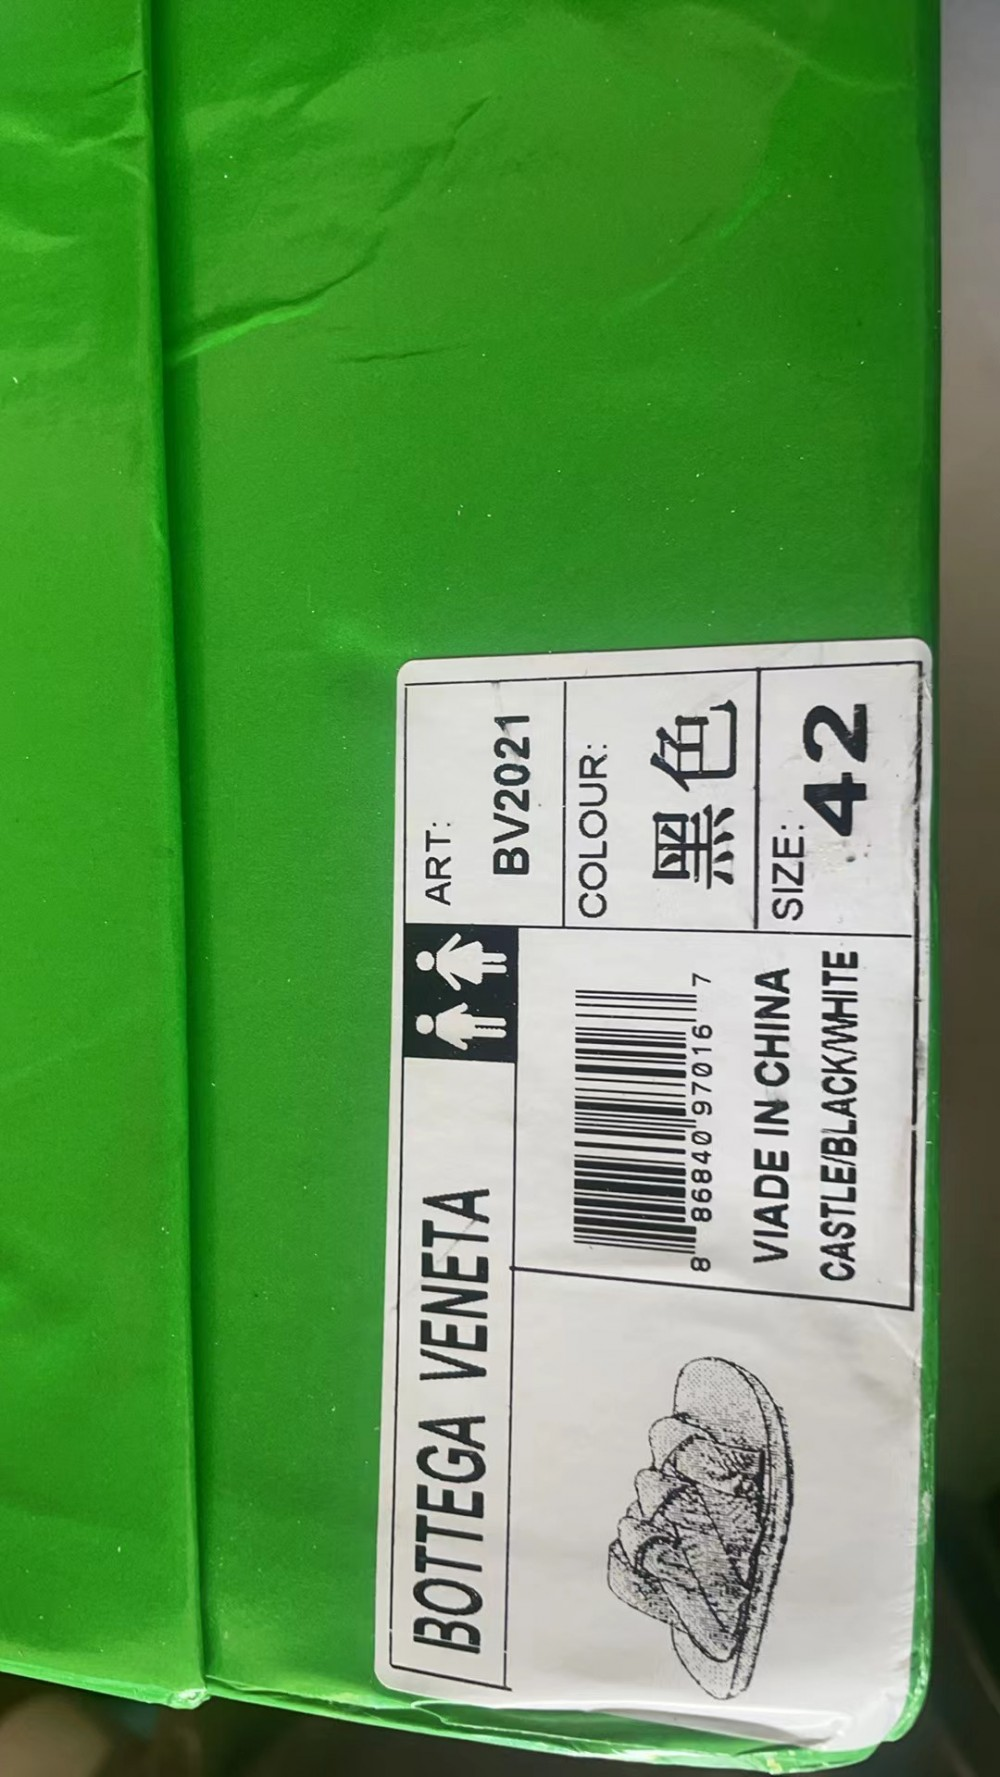 BOTTEGA VENETA
ART:
BV2021
COLOUR:
黑色
SIZE:
42
8 86840 97016 7
VIADE IN CHINA
CASTLE/BLACK/WHITE